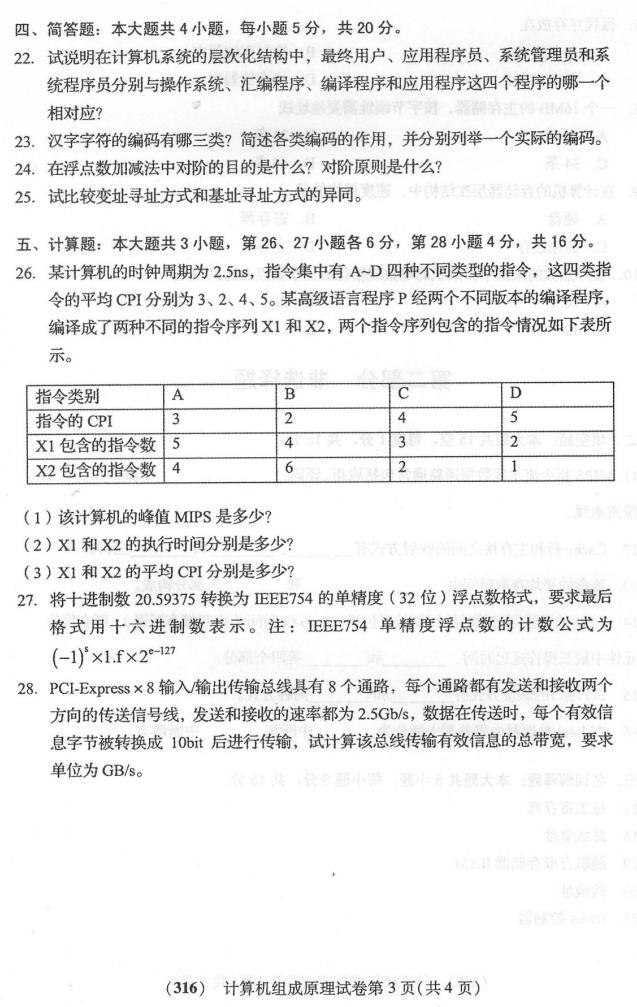 四、简答题：本大题共4小题，每小题5分，共20分。
22. 试说明在计算机系统的层次化结构中，最终用户、应用程序员、系统管理员和系
统程序员分别与操作系统、汇编程序、编译程序和应用程序这四个程序的哪一个
相对应？
23. 汉字字符的编码有哪三类？简述各类编码的作用，并分别列举一个实际的编码。
24. 在浮点数加减法中对阶的目的是什么？对阶原则是什么？
25. 试比较变址寻址方式和基址寻址方式的异同。
五、计算题：本大题共3小题，第26、27小题各6分，第28小题4分，共16分。
26. 某计算机的时钟周期为2.5ns，指令集中有A~D四种不同类型的指令，这四类指
令的平均CPI分别为3、2、4、5。某高级语言程序P经两个不同版本的编译程序，
编译成了两种不同的指令序列X1和X2，两个指令序列包含的指令情况如下表所
示。
指令类别 A B C D
指令的CPI 3 2 4 5
X1包含的指令数 5 4 3 2
X2包含的指令数 4 6 2 1
（1）该计算机的峰值MIPS是多少？
（2）X1和X2的执行时间分别是多少？
（3）X1和X2的平均CPI分别是多少？
27. 将十进制数20.59375转换为IEEE754的单精度（32位）浮点数格式，要求最后
格式用十六进制数表示。注：IEEE754单精度浮点数的计数公式为
(−1)^s×1.f×2^(e−127)
28. PCI-Express×8输入/输出传输总线具有8个通路，每个通路都有发送和接收两个
方向的传送信号线，发送和接收的速率都为2.5Gb/s，数据在传送时，每个有效信
息字节被转换成10bit后进行传输，试计算该总线传输有效信息的总带宽，要求
单位为GB/s。
（316）计算机组成原理试卷第3页（共4页）